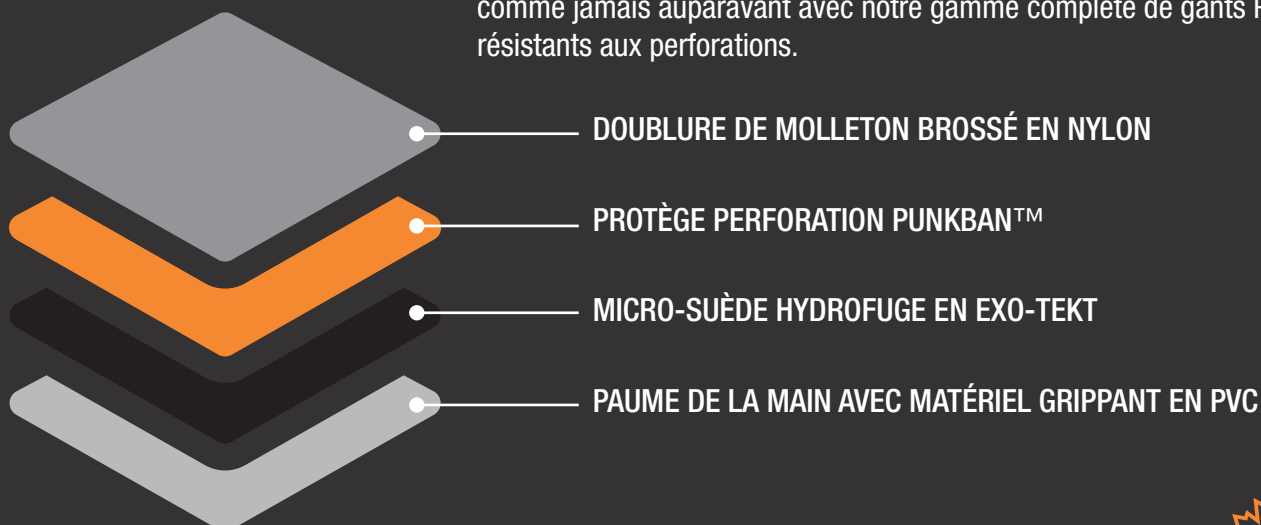 comme jamais auparavant avec notre gamme complète de gants
résistants aux perforations.
DOUBLURE DE MOLLETON BROSSÉ EN NYLON
PROTÈGE PERFORATION PUNKBAN™
MICRO-SUÈDE HYDROFUGE EN EXO-TEKT
PAUME DE LA MAIN AVEC MATÉRIEL GRIPPANT EN PVC